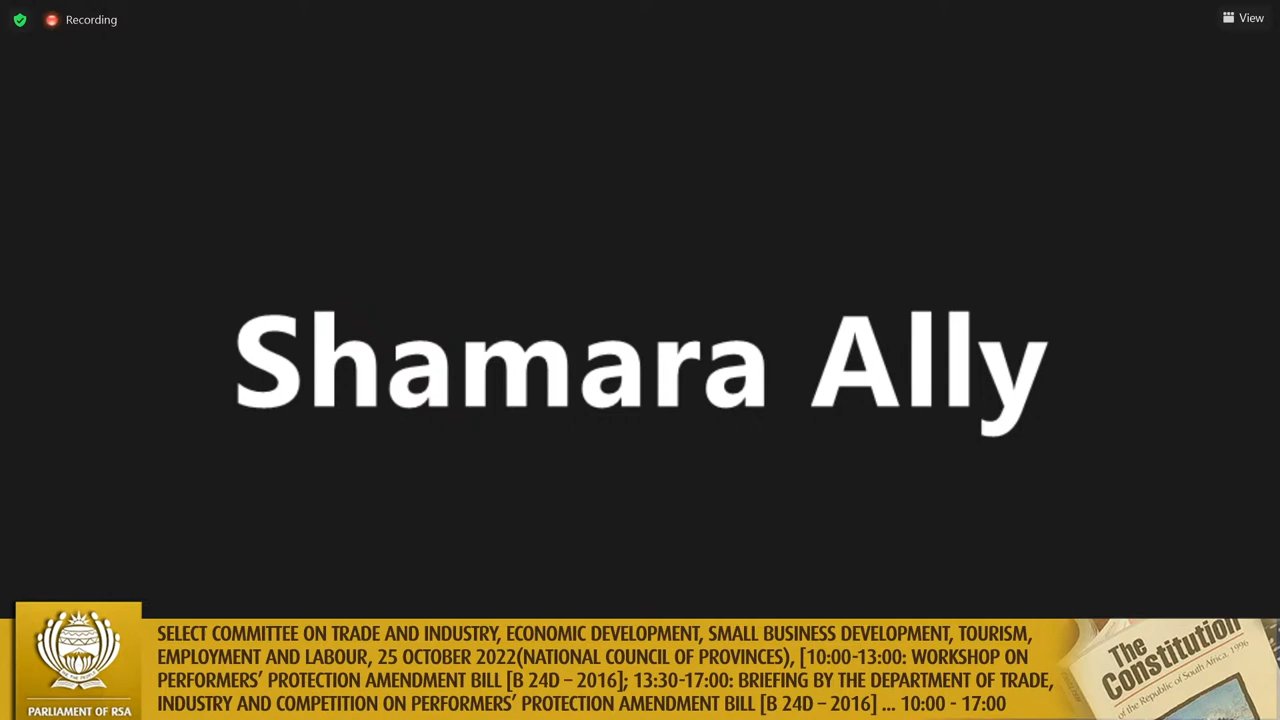 Recording
View
Shamara Ally
SELECT COMMITTEE ON TRADE AND INDUSTRY, ECONOMIC DEVELOPMENT, SMALL BUSINESS DEVELOPMENT, TOURISM,
EMPLOYMENT AND LABOUR, 25 OCTOBER 2022(NATIONAL COUNCIL OF PROVINCES), [10:00-13:00: WORKSHOP ON
PERFORMERS’ PROTECTION AMENDMENT BILL [B 24D – 2016]; 13:30-17:00: BRIEFING BY THE DEPARTMENT OF TRADE,
INDUSTRY AND COMPETITION ON PERFORMERS’ PROTECTION AMENDMENT BILL [B 24D – 2016] ... 10:00 - 17:00
PARLIAMENT OF RSA
The
Constitution
of the Republic of South Africa, 1996